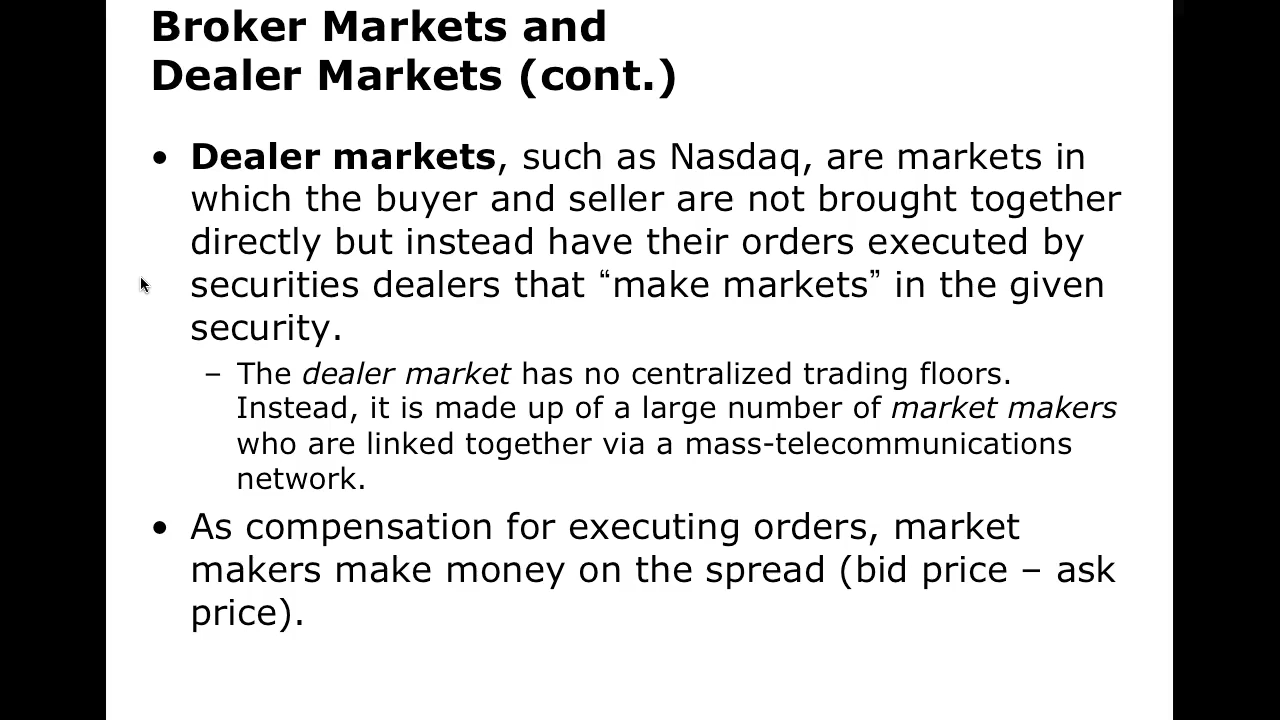 Broker Markets and
Dealer Markets (cont.)
• Dealer markets, such as Nasdaq, are markets in
which the buyer and seller are not brought together
directly but instead have their orders executed by
securities dealers that “make markets” in the given
security.
– The dealer market has no centralized trading floors.
Instead, it is made up of a large number of market makers
who are linked together via a mass-telecommunications
network.
• As compensation for executing orders, market
makers make money on the spread (bid price – ask
price).